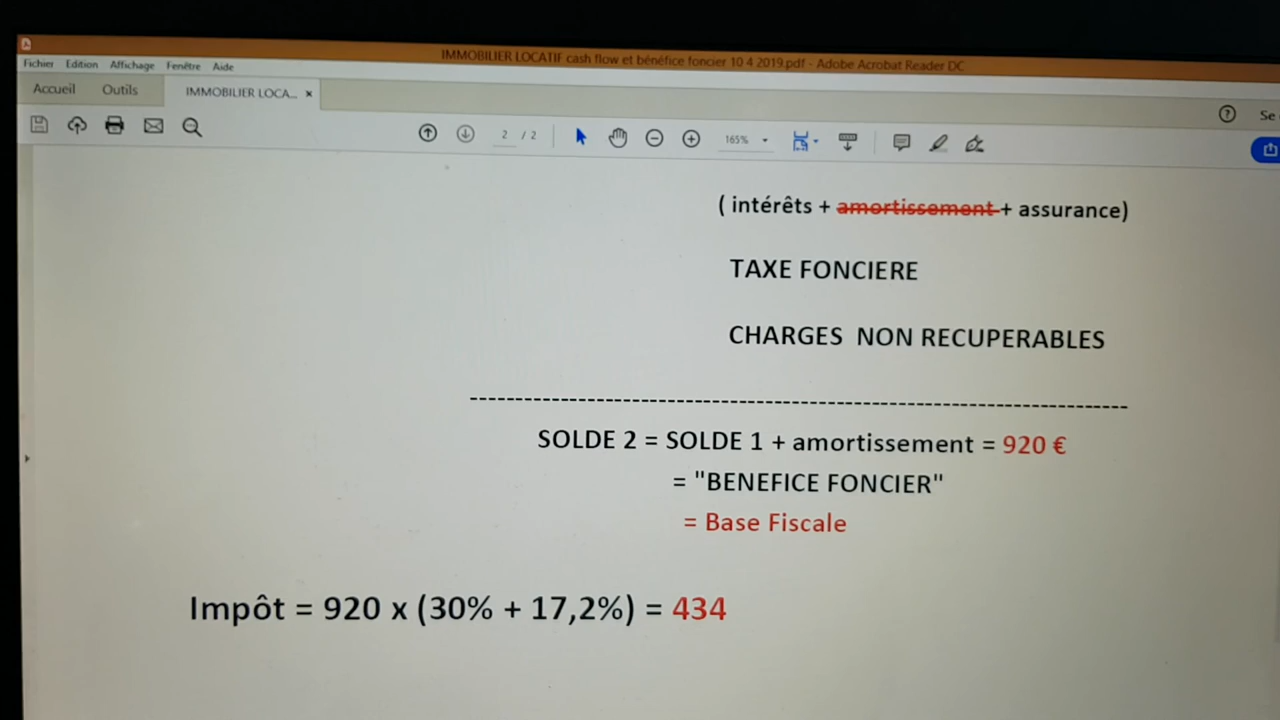 IMMOBILIER LOCATIF cash flow et bénéfice foncier 10 4 2019.pdf - Adobe Acrobat Reader DC
Fichier Edition Affichage Fenêtre Aide
Accueil Outils IMMOBILIER LOCA... ×
2 / 2 165% Se
( intérêts + amortissement + assurance)
TAXE FONCIERE
CHARGES NON RECUPERABLES
--------------------------------------------------------------------------
SOLDE 2 = SOLDE 1 + amortissement = 920 €
= "BENEFICE FONCIER"
= Base Fiscale
Impôt = 920 x (30% + 17,2%) = 434